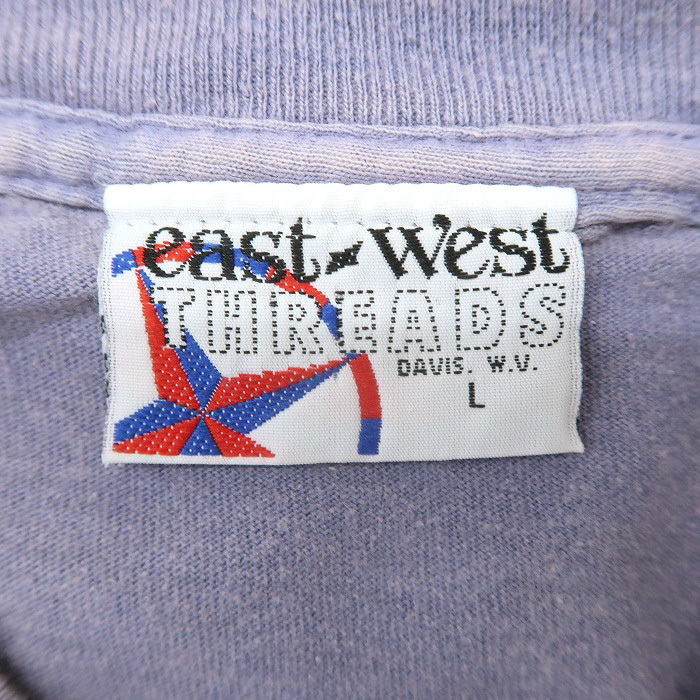 east-west
THREADS
DAVIS, W.V.
L